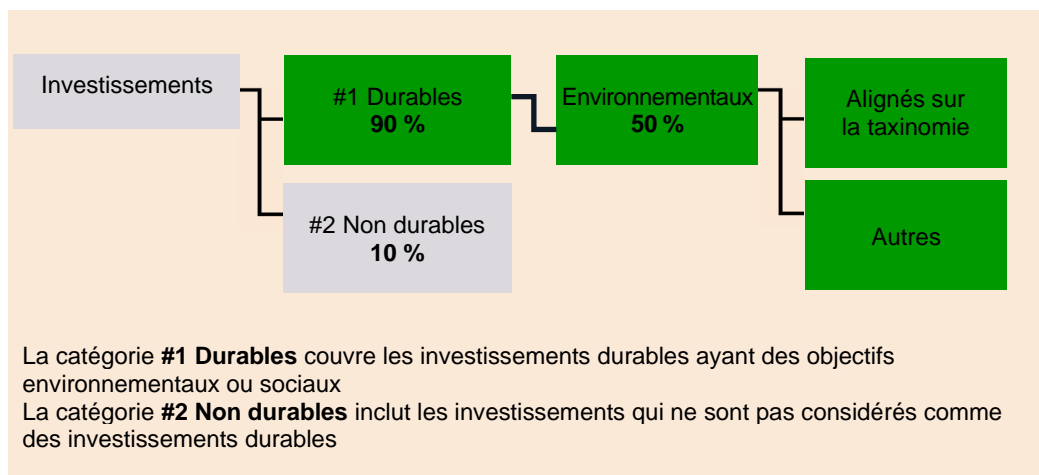 Investissements
#1 Durables
90 %
Environnementaux
50 %
Alignés sur
la taxinomie
#2 Non durables
10 %
Autres
La catégorie #1 Durables couvre les investissements durables ayant des objectifs
environnementaux ou sociaux
La catégorie #2 Non durables inclut les investissements qui ne sont pas considérés comme
des investissements durables